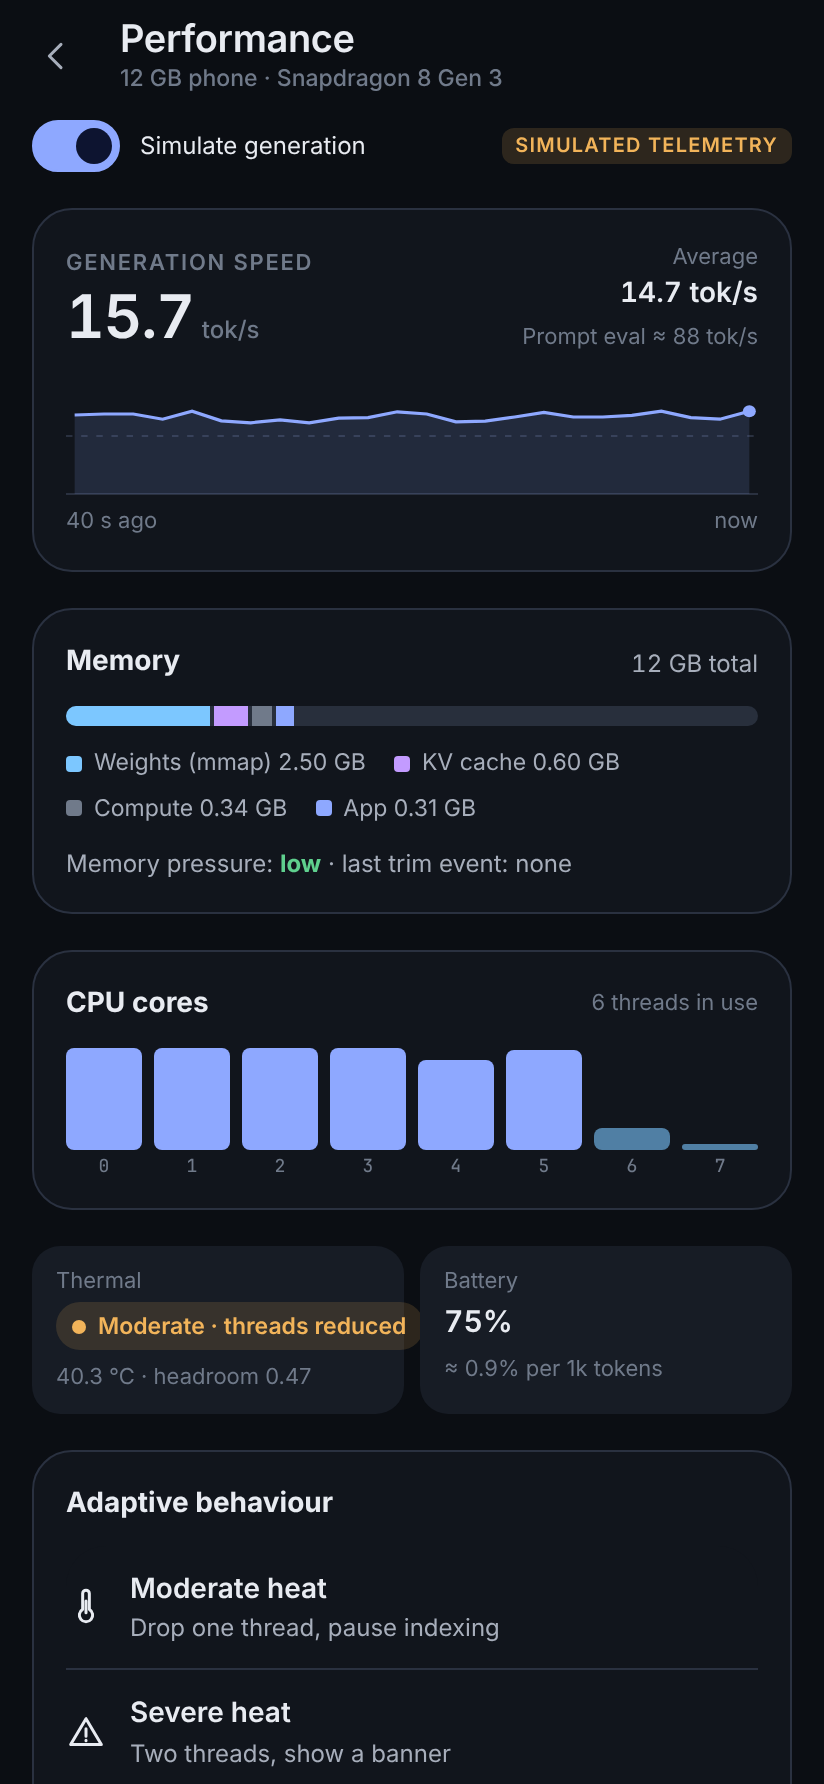 Performance
12 GB phone · Snapdragon 8 Gen 3
Simulate generation
SIMULATED TELEMETRY
GENERATION SPEED
15.7 tok/s
Average
14.7 tok/s
Prompt eval ≈ 88 tok/s
40 s ago
now
Memory
12 GB total
Weights (mmap) 2.50 GB
KV cache 0.60 GB
Compute 0.34 GB
App 0.31 GB
Memory pressure: low · last trim event: none
CPU cores
6 threads in use
0 1 2 3 4 5 6 7
Thermal
Moderate · threads reduced
40.3 °C · headroom 0.47
Battery
75%
≈ 0.9% per 1k tokens
Adaptive behaviour
Moderate heat
Drop one thread, pause indexing
Severe heat
Two threads, show a banner